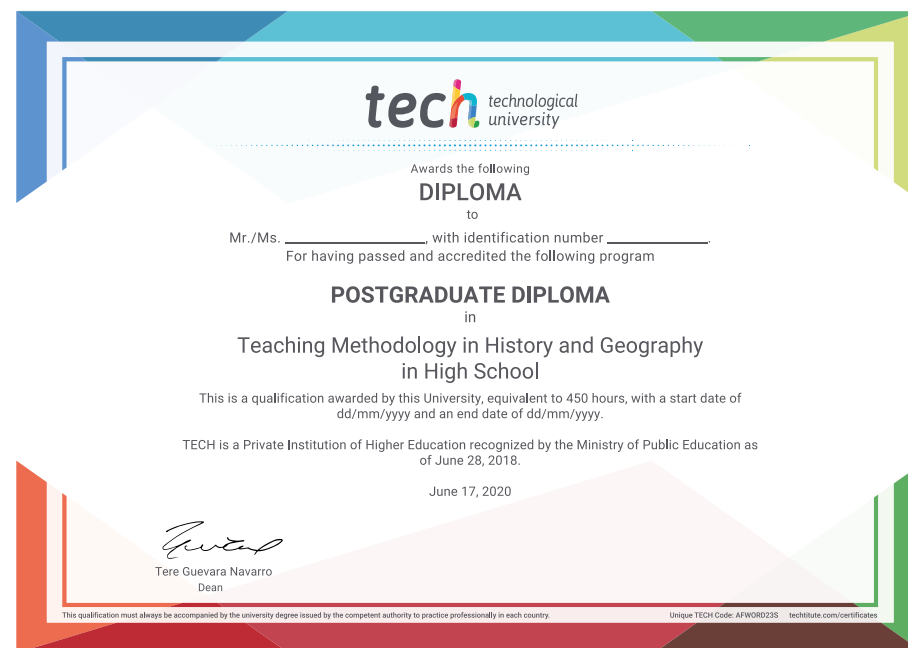 tech technological
university
Awards the following
DIPLOMA
to
Mr./Ms. ____________________, with identification number ______________.
For having passed and accredited the following program
POSTGRADUATE DIPLOMA
in
Teaching Methodology in History and Geography
in High School
This is a qualification awarded by this University, equivalent to 450 hours, with a start date of
dd/mm/yyyy and an end date of dd/mm/yyyy.
TECH is a Private Institution of Higher Education recognized by the Ministry of Public Education as
of June 28, 2018.
June 17, 2020
Tere Guevara Navarro
Dean
This qualification must always be accompanied by the university degree issued by the competent authority to practice professionally in each country. Unique TECH Code: AFWORD23S techtitute.com/certificates